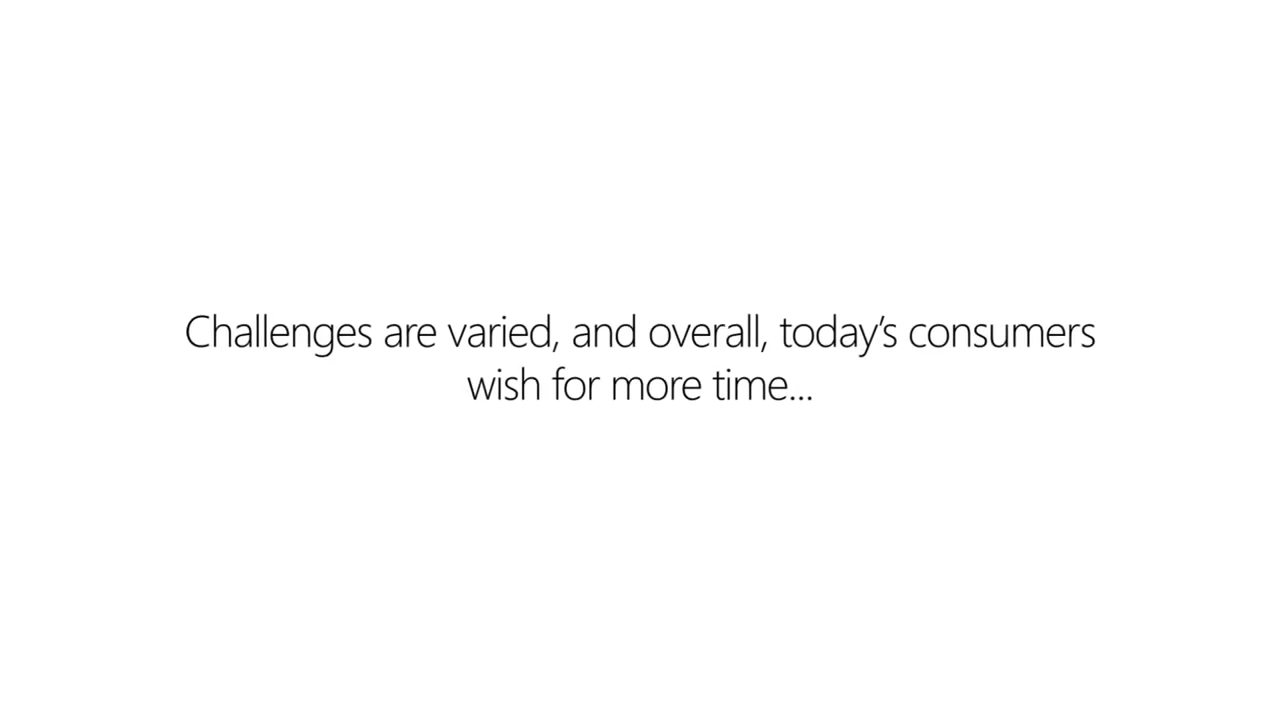 Challenges are varied, and overall, today’s consumers
wish for more time...